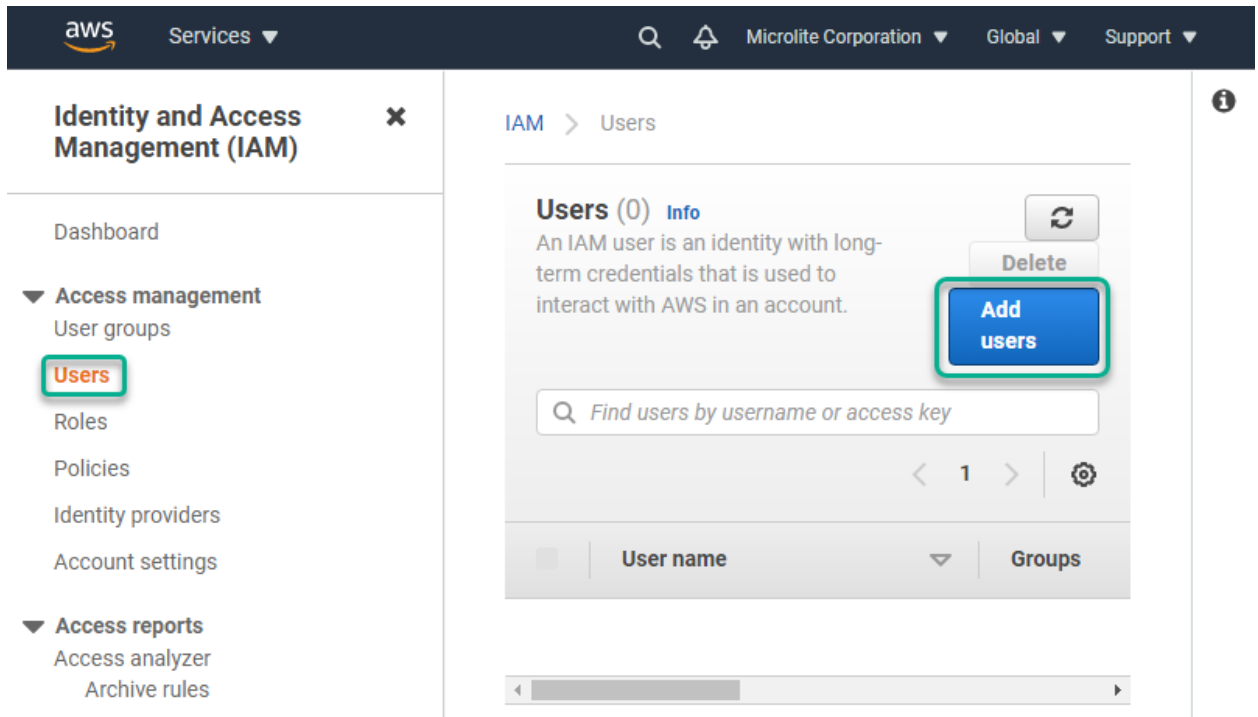 aws Services Microlite Corporation Global Support
Identity and Access
Management (IAM)
Dashboard
Access management
User groups
Users
Roles
Policies
Identity providers
Account settings
Access reports
Access analyzer
Archive rules
IAM > Users
Users (0) Info
An IAM user is an identity with long-
term credentials that is used to
interact with AWS in an account.
Delete
Add
users
Find users by username or access key
1
User name Groups